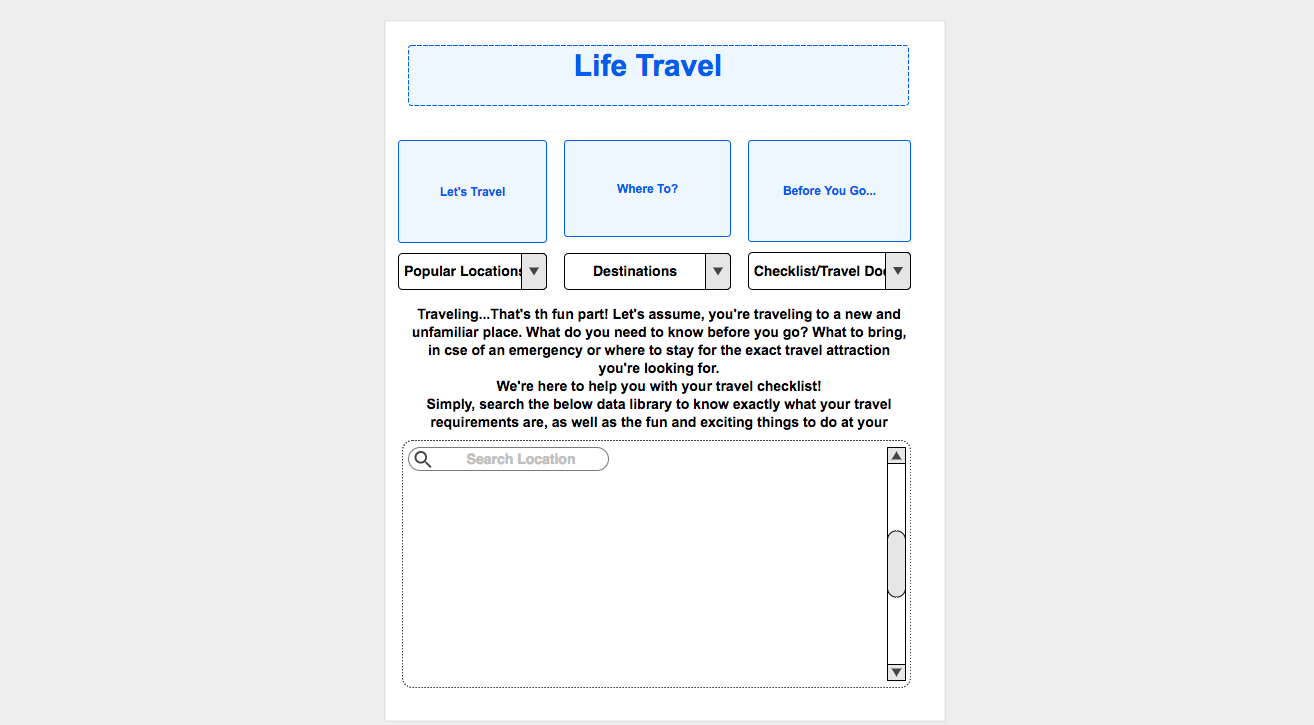 Life Travel
Let's Travel
Where To?
Before You Go...
Popular Locations
Destinations
Checklist/Travel Do
Traveling...That's th fun part! Let's assume, you're traveling to a new and
unfamiliar place. What do you need to know before you go? What to bring,
in cse of an emergency or where to stay for the exact travel attraction
you're looking for.
We're here to help you with your travel checklist!
Simply, search the below data library to know exactly what your travel
requirements are, as well as the fun and exciting things to do at your
Search Location